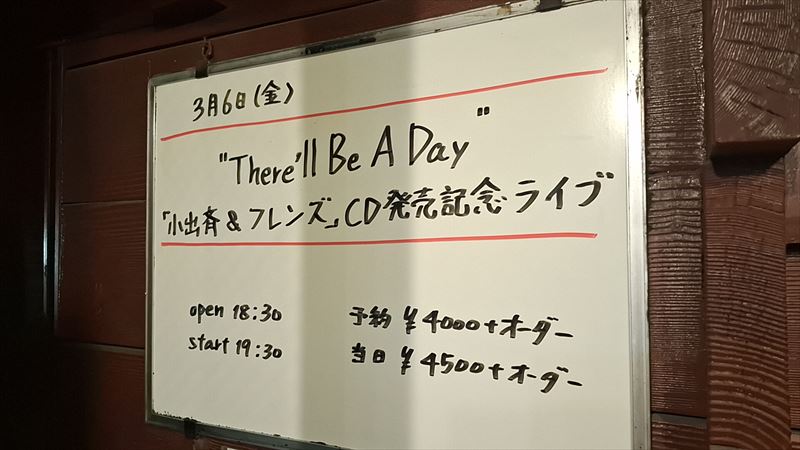 3月6日(金)
"There'll Be A Day"
「小出斉 & フレンズ」CD発売記念ライブ
open 18:30
start 19:30
予約 ¥4000+オーダー
当日 ¥4500+オーダー